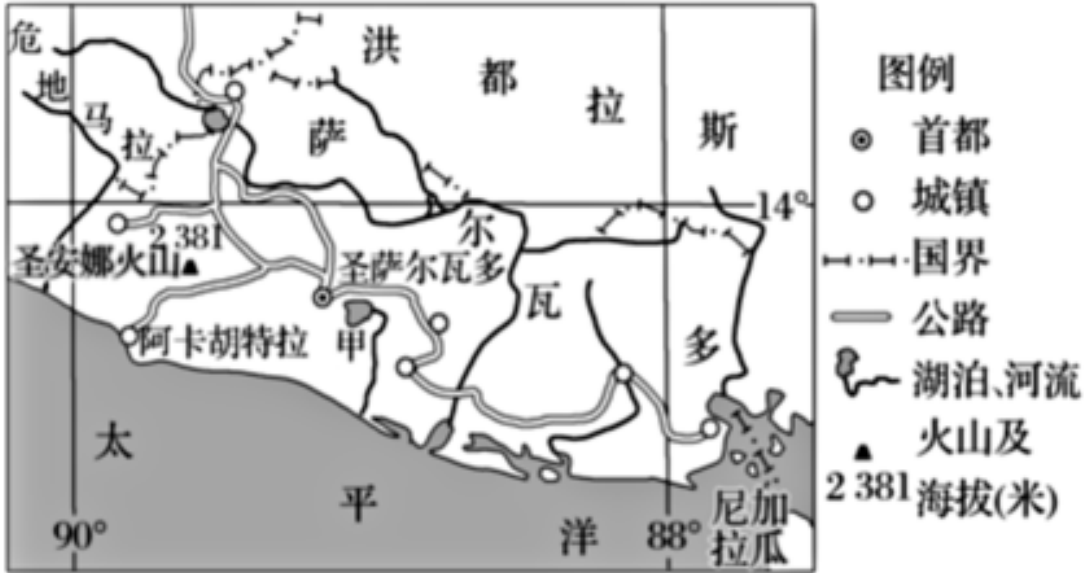 危地马拉
洪都拉斯
萨尔瓦多
14°
2 381
圣安娜火山
圣萨尔瓦多
阿卡胡特拉
甲
太平洋
90°
88°
尼加
拉瓜
图例
首都
城镇
国界
公路
湖泊、河流
火山及
2 381 海拔(米)